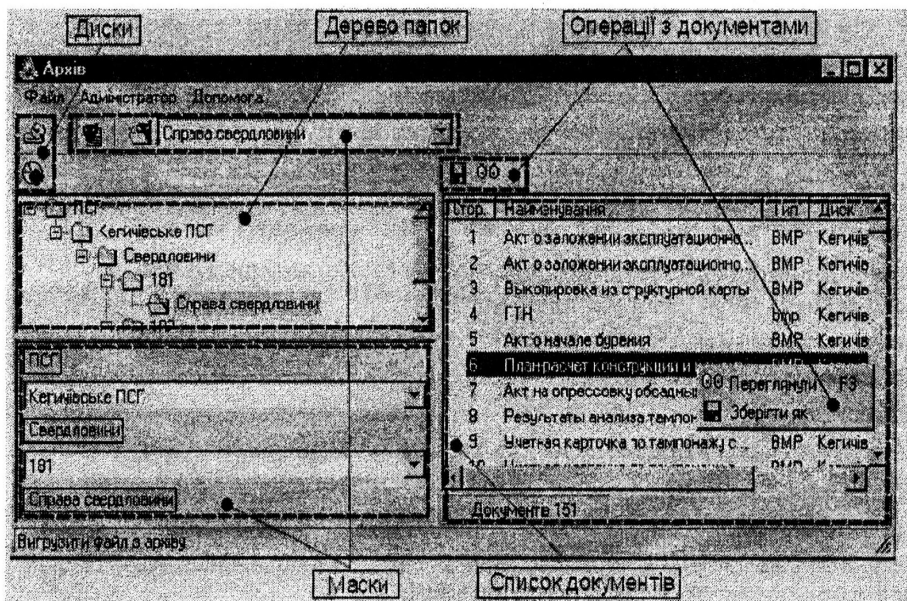 Диски
Дерево папок
Операції з документами
Архів
Файл Адміністратор Допомога
Справа свердловини
ПСГ
Кегичівське ПСГ
Свердловини
181
Справа свердловини
ПСГ
Кегичівське ПСГ
Свердловини
181
Справа свердловини
Стор. Найменування Тип Диск
1 Акт о заложении эксплуатационно... BMP Кегичів
2 Акт о заложении эксплуатационно... BMP Кегичів
3 Выкопировка из структурной карты BMP Кегичів
4 ГТН bmp Кегичів
5 Акт о начале бурения BMP Кегичів
6 План-расчет конструкции и
7 Акт на опрессовку обсадны
8 Результаты анализа тампон
9 Учетная карточка по тампонажу с... BMP Кегичів
Переглянути F3
Зберігти як
Документів 151
Вигрузити файл з архіву
Маски
Список документів